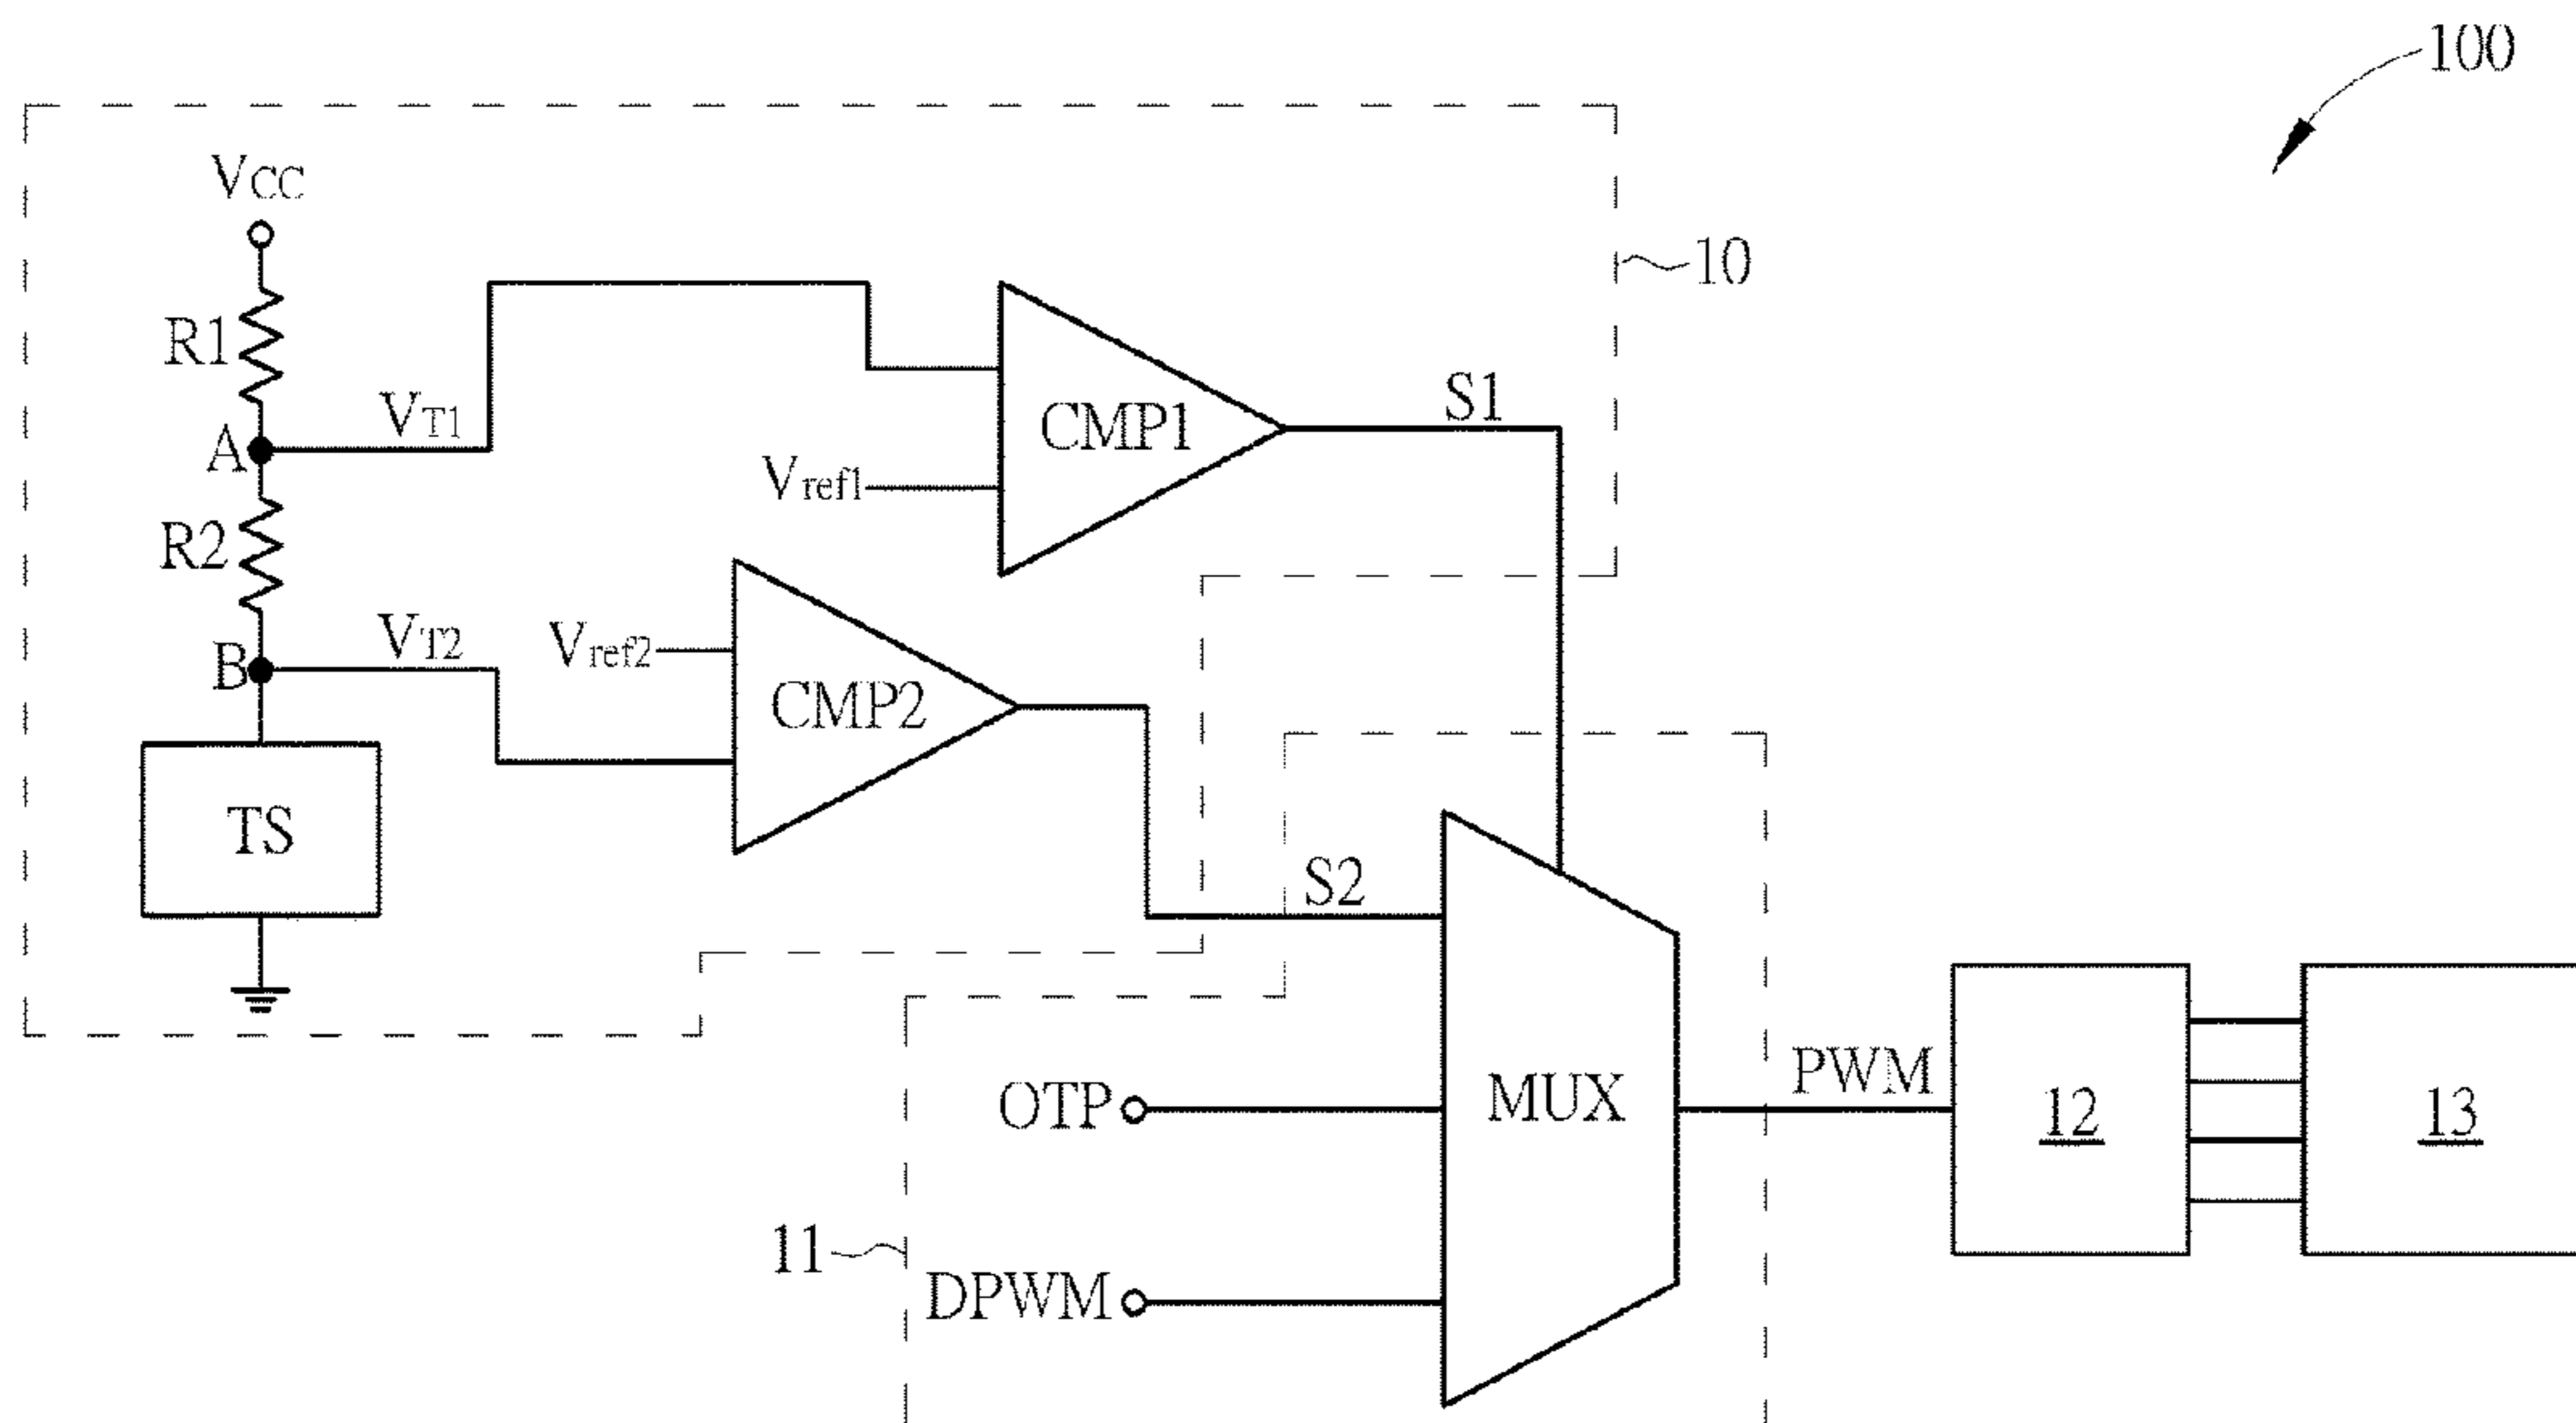 100
VCC
10
R1
VT1
S1
CMP1
A
Vref1
R2
VT2
Vref2
B
CMP2
TS
S2
PWM
MUX
OTP
12
13
11
DPWM